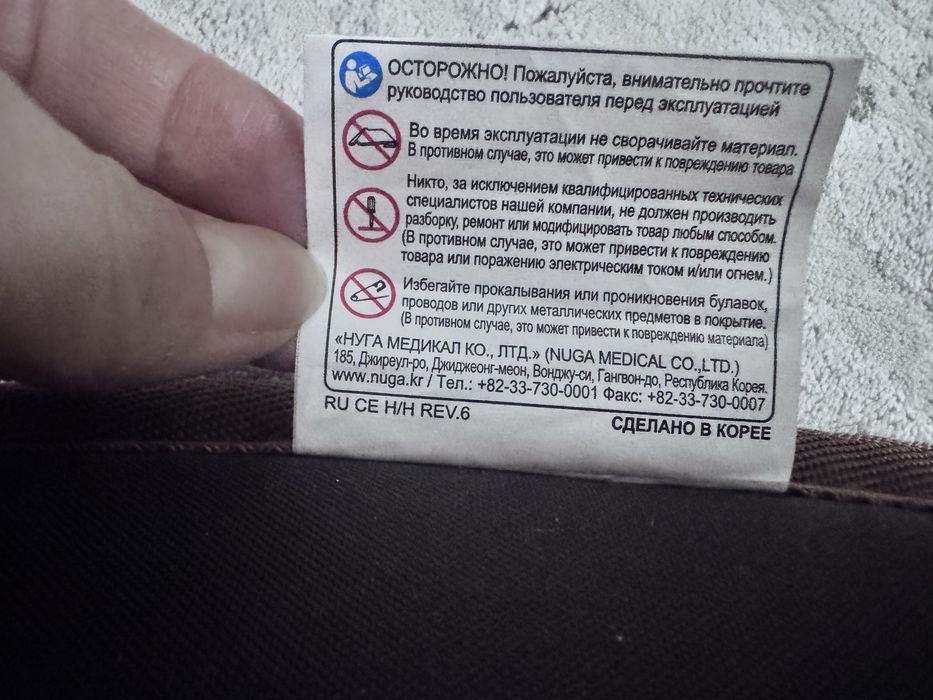 ОСТОРОЖНО! Пожалуйста, внимательно прочтите
руководство пользователя перед эксплуатацией
Во время эксплуатации не сворачивайте материал.
В противном случае, это может привести к повреждению товара
Никто, за исключением квалифицированных технических
специалистов нашей компании, не должен производить
разборку, ремонт или модифицировать товар любым способом.
(В противном случае, это может привести к повреждению
товара или поражению электрическим током и/или огнем.)
Избегайте прокалывания или проникновения булавок,
проводов или других металлических предметов в покрытие.
(В противном случае, это может привести к повреждению материала)
«НУГА МЕДИКАЛ КО., ЛТД.» (NUGA MEDICAL CO.,LTD.)
185, Джиреул-ро, Джиджеонг-меон, Вонджу-си, Гангвон-до, Республика Корея.
www.nuga.kr / Тел.: +82-33-730-0001 Факс: +82-33-730-0007
RU CE H/H REV.6
СДЕЛАНО В КОРЕЕ